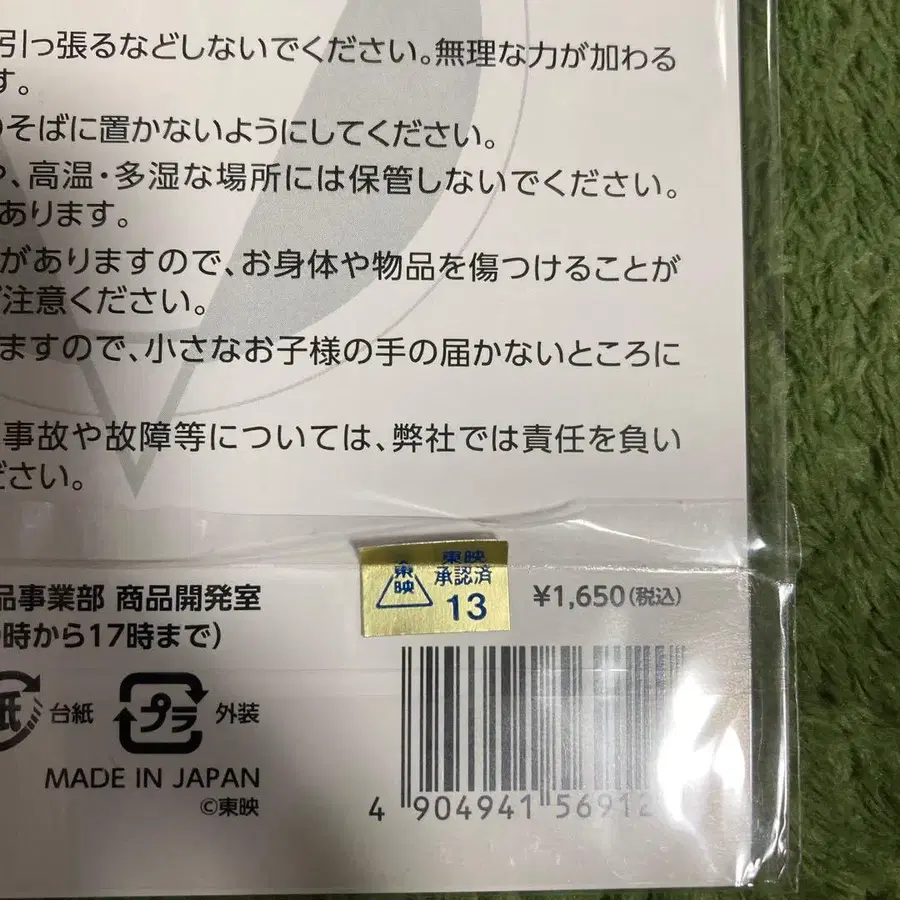 引っ張るなどしないでください。無理な力が加わる
す。
そばに置かないようにしてください。
、高温・多湿な場所には保管しないでください。
あります。
がありますので、お身体や物品を傷つけることが
ご注意ください。
ますので、小さなお子様の手の届かないところに
事故や故障等については、弊社では責任を負い
ださい。
東映
東映
承認済
13
¥1,650(税込)
品事業部 商品開発室
時から17時まで)
紙
台紙
プラ
外装
MADE IN JAPAN
©東映
4 904941 56912